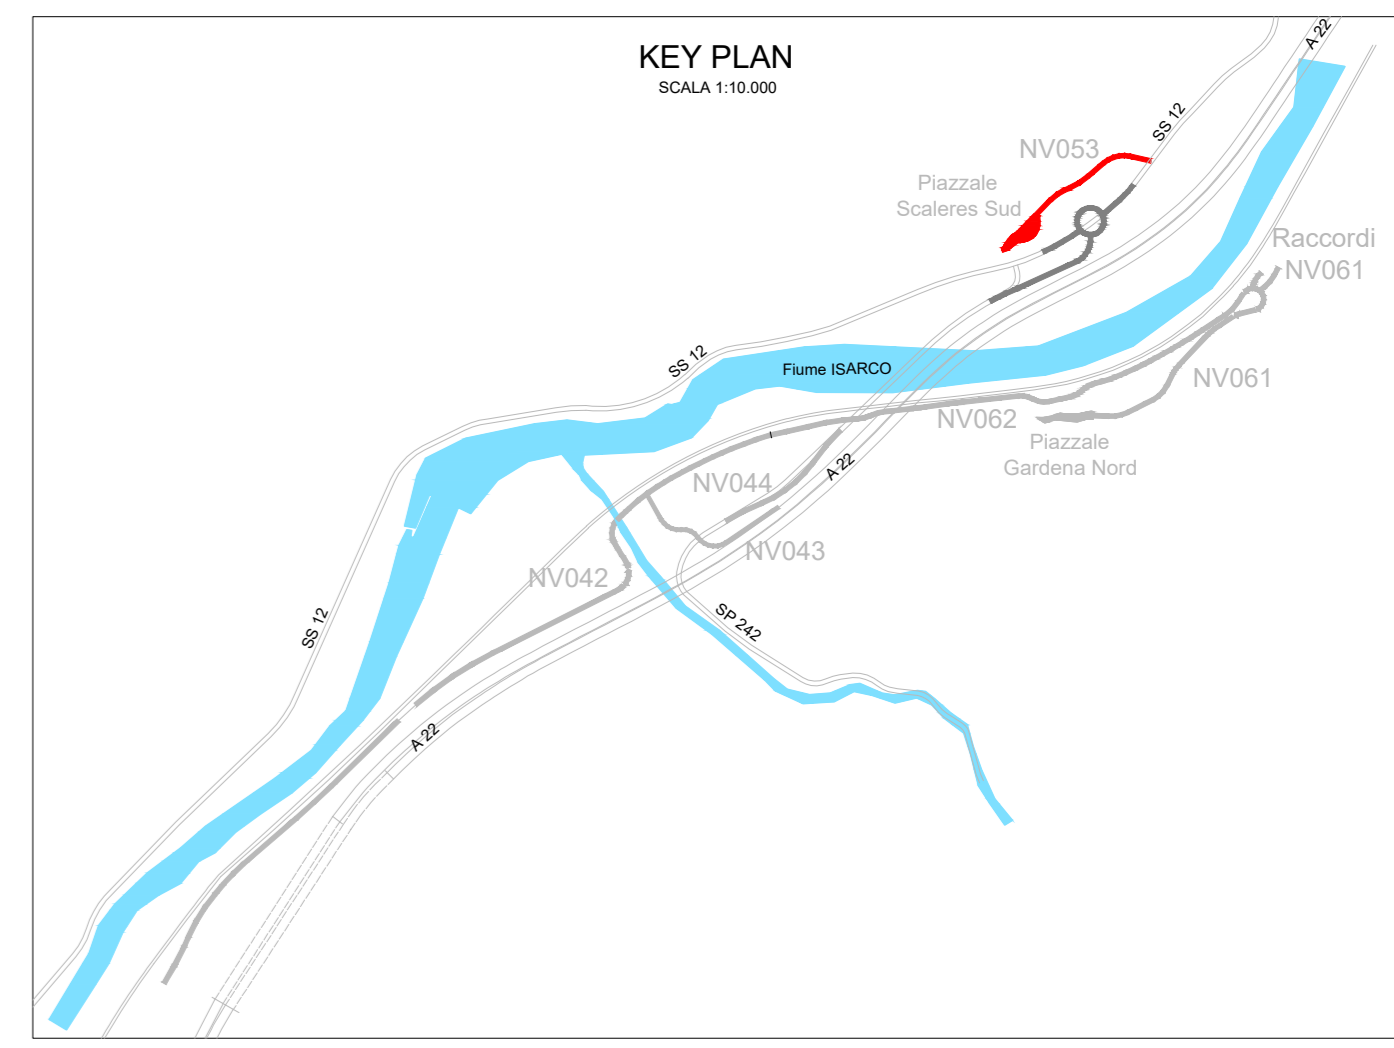 KEY PLAN
SCALA 1:10.000
A 22
SS 12
NV053
Piazzale
Scaleres Sud
Raccordi
NV061
SS 12
Fiume ISARCO
NV061
NV062
Piazzale
Gardena Nord
A 22
NV044
NV043
NV042
SS 12
SP 242
A 22